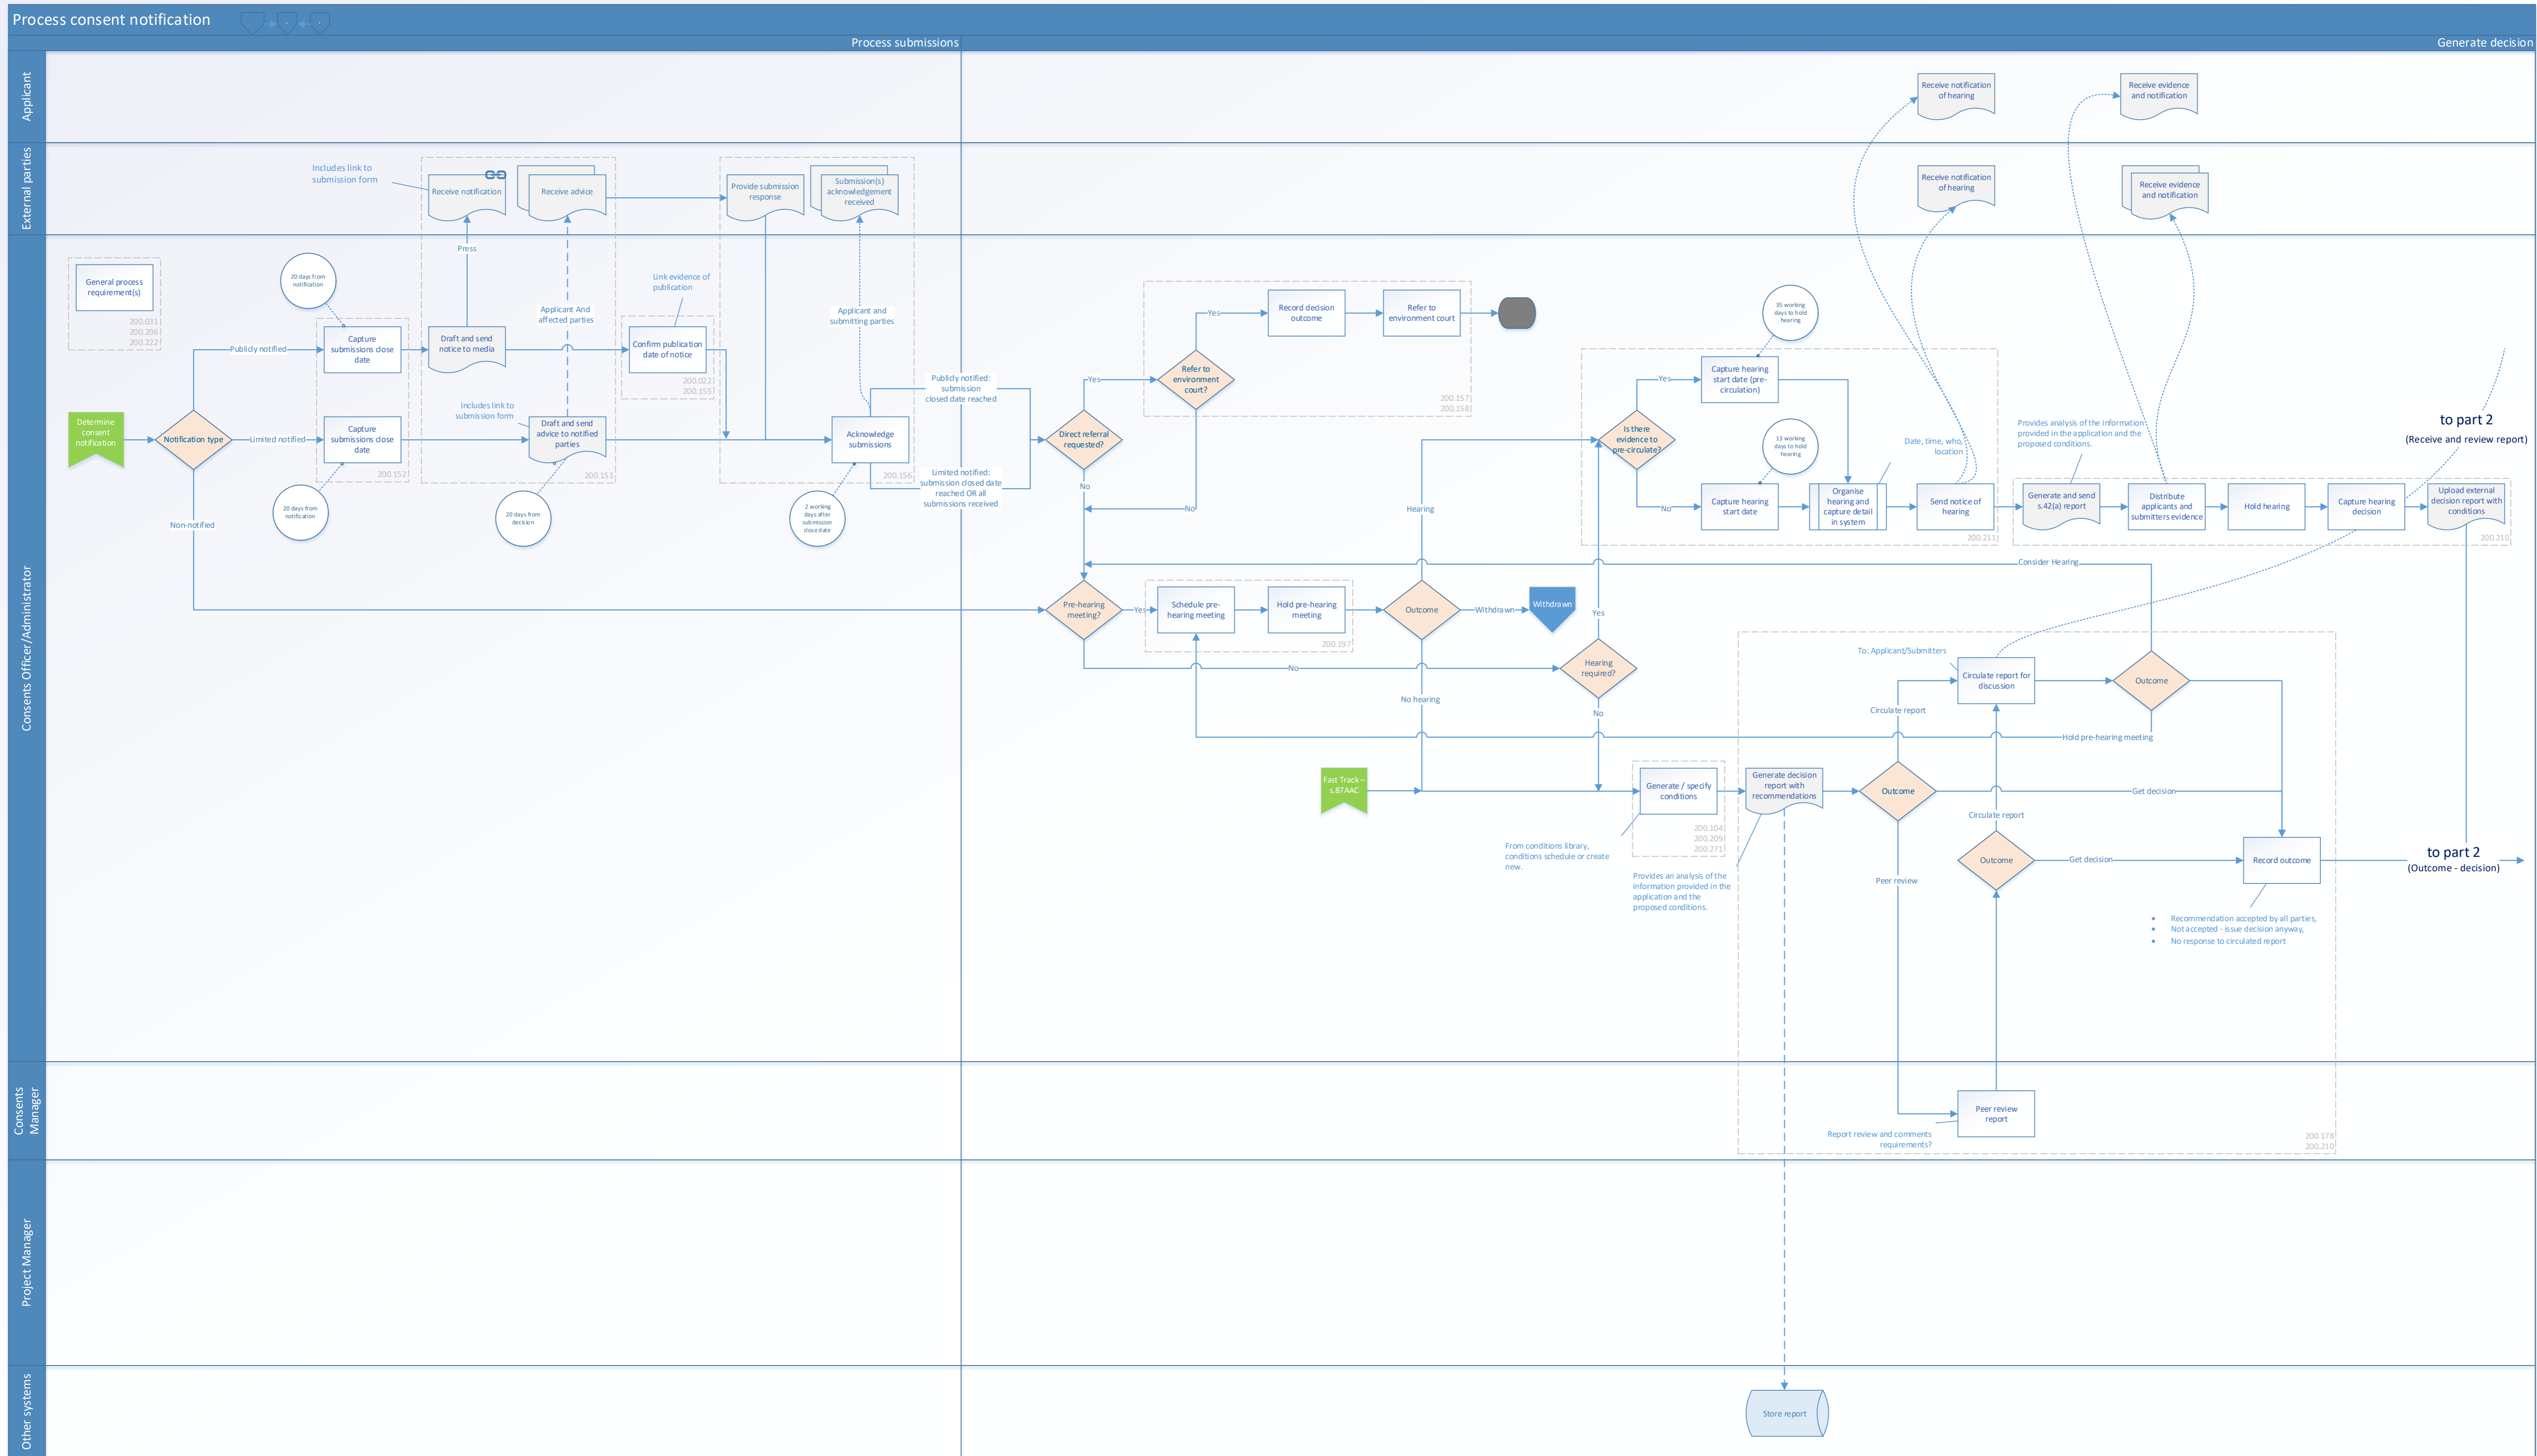 Process consent notification
Process submissions
Generate decision
Applicant
Receive notification
of hearing
Receive evidence
and notification
External parties
Includes link to
submission form
Receive notification
Receive advice
Provide submission
response
Submission(s)
acknowledgement
received
Receive notification
of hearing
Receive evidence
and notification
Consents Officer/Administrator
Press
General process
requirement(s)
200.031
200.206
200.222
20 days from
notification
Link evidence of
publication
Applicant And
affected parties
Applicant and
submitting parties
Publicly notified
Capture
submissions close
date
Draft and send
notice to media
Confirm publication
date of notice
200.022
200.155
Determine
consent
notification
Notification type
Limited notified
Capture
submissions close
date
200.152
Includes link to
submission form
Draft and send
advice to notified
parties
200.153
Acknowledge
submissions
200.156
Non-notified
20 days from
notification
20 days from
decision
2 working
days after
submission
close date
Publicly notified:
submission
closed date reached
Limited notified:
submission closed date
reached OR all
submissions received
Direct referral
requested?
Yes
No
Refer to
environment
court?
Yes
No
Record decision
outcome
Refer to
environment court
200.157
200.158
35 working
days to hold
hearing
Capture hearing
start date (pre-
circulation)
Yes
Is there
evidence to
pre-circulate?
No
13 working
days to hold
hearing
Capture hearing
start date
Organise
hearing and
capture detail
in system
Date, time, who,
location
Send notice of
hearing
200.211
Provides analysis of the information
provided in the application and the
proposed conditions.
Generate and send
s.42(a) report
Distribute
applicants and
submitters evidence
Hold hearing
Capture hearing
decision
Upload external
decision report with
conditions
200.210
to part 2
(Receive and review report)
Hearing
Consider Hearing
Pre-hearing
meeting?
Yes
Schedule pre-
hearing meeting
Hold pre-hearing
meeting
200.197
Outcome
Withdrawn
Withdrawn
Yes
No
Hearing
required?
No
No hearing
To: Applicant/Submitters
Circulate report for
discussion
Outcome
Circulate report
Hold pre-hearing meeting
Fast Track –
s.87AAC
Generate / specify
conditions
200.104
200.209
200.271
From conditions library,
conditions schedule or create
new.
Generate decision
report with
recommendations
Provides an analysis of the
information provided in the
application and the
proposed conditions.
Outcome
Get decision
Circulate report
Outcome
Get decision
Record outcome
to part 2
(Outcome - decision)
Peer review
• Recommendation accepted by all parties,
• Not accepted - issue decision anyway,
• No response to circulated report
Consents
Manager
Peer review
report
Report review and comments
requirements?
200.178
200.210
Project Manager
Other systems
Store report